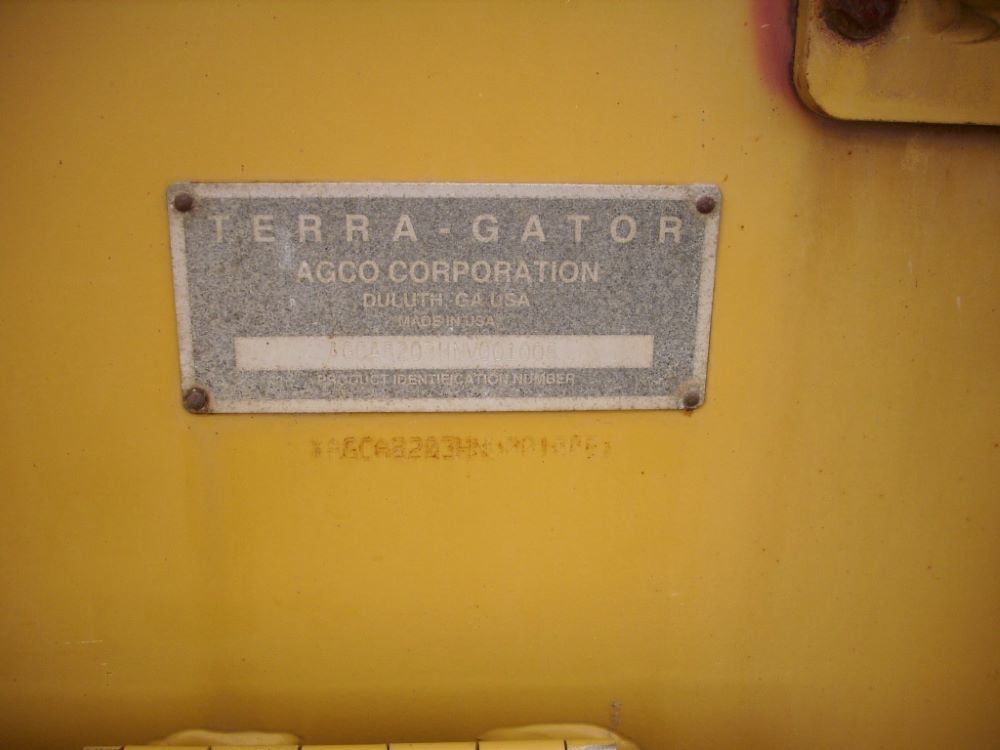 TERRA-GATOR
AGCO CORPORATION
DULUTH, GA USA
MADE IN USA
PRODUCT IDENTIFICATION NUMBER